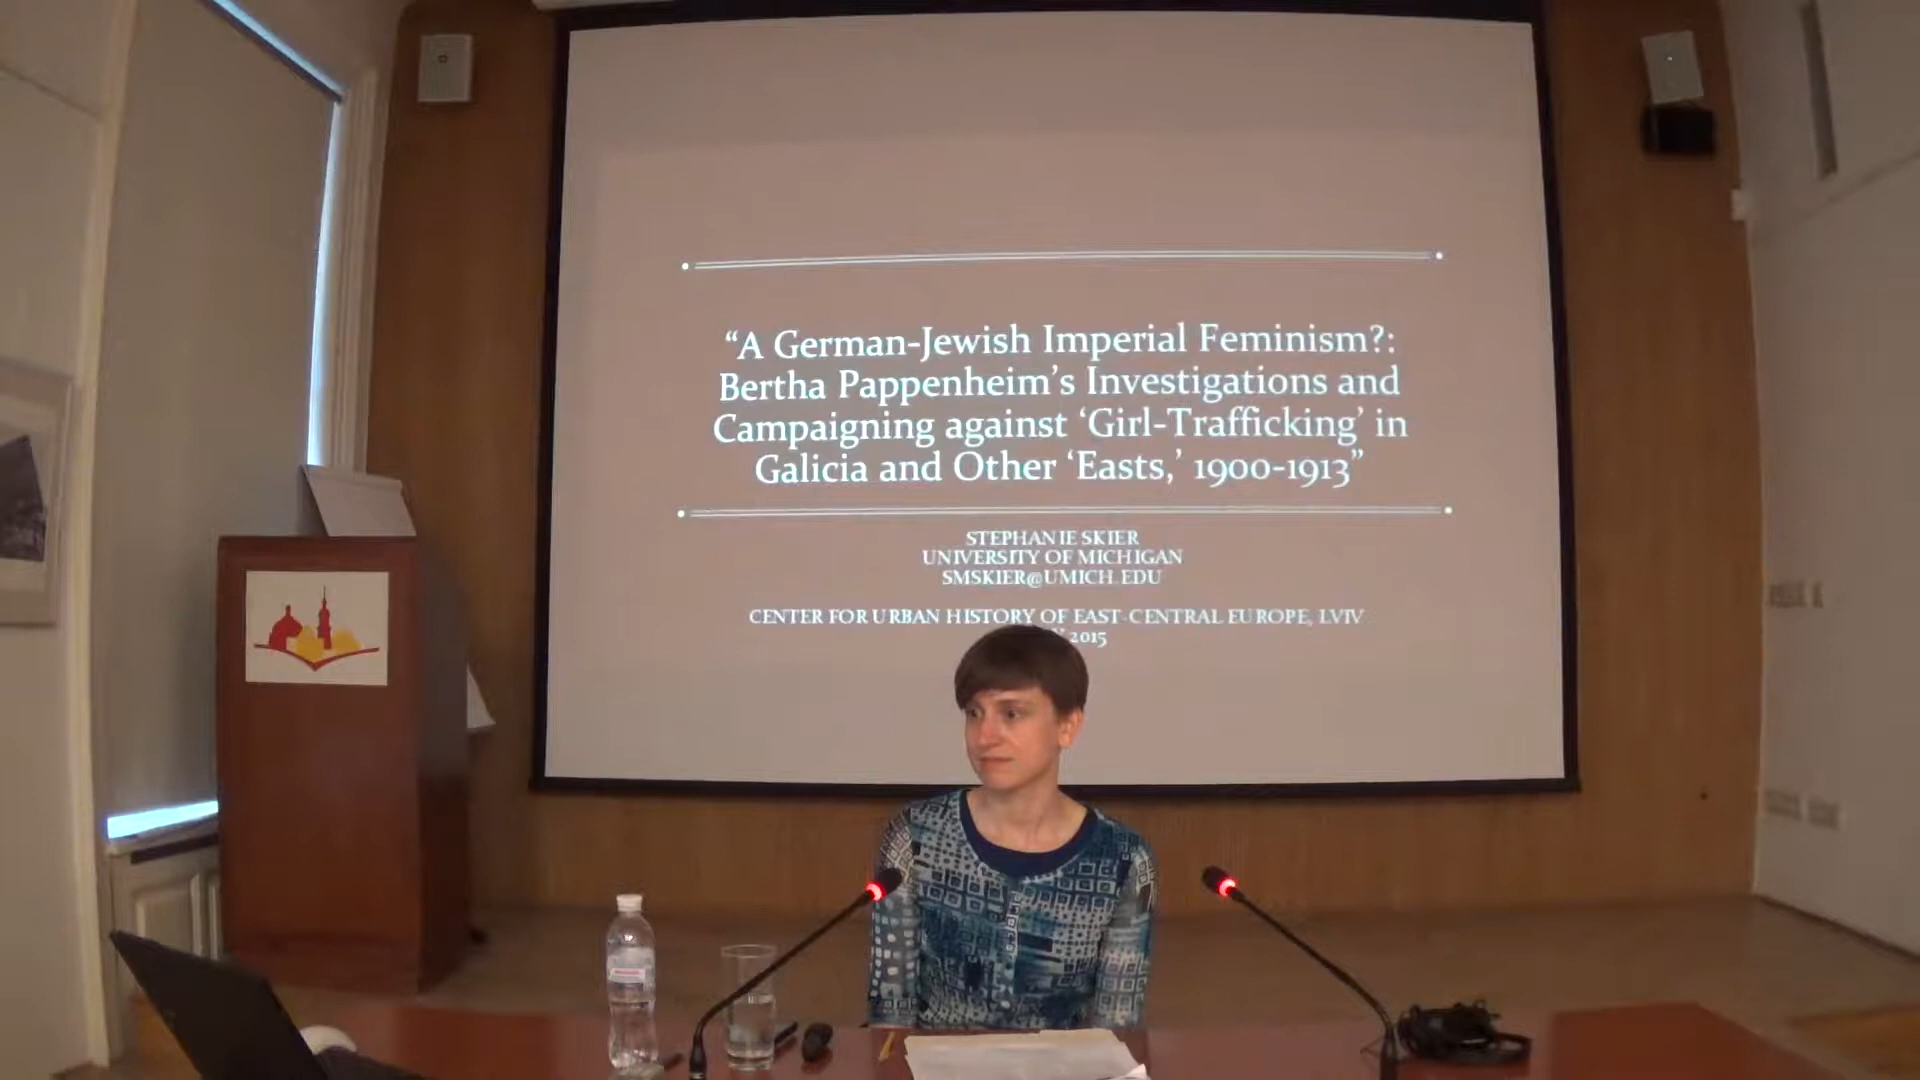 “A German-Jewish Imperial Feminism?:
Bertha Pappenheim’s Investigations and
Campaigning against ‘Girl-Trafficking’ in
Galicia and Other ‘Easts,’ 1900-1913”
STEPHANIE SKIER
UNIVERSITY OF MICHIGAN
SMSKIER@UMICH.EDU
CENTER FOR URBAN HISTORY OF EAST-CENTRAL EUROPE, LVIV
2015